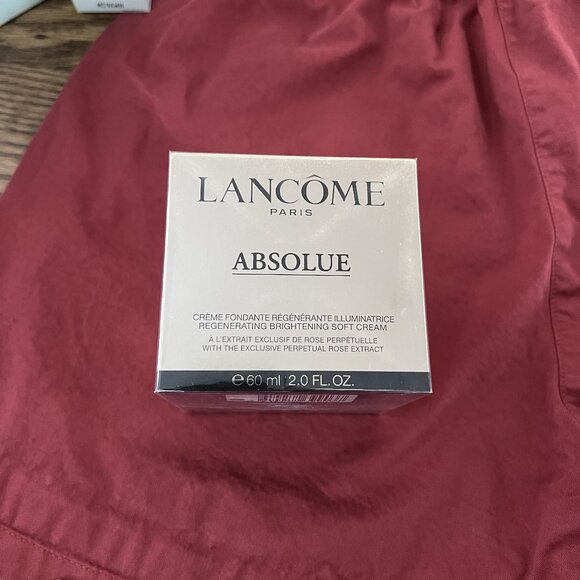 LANCÔME
PARIS
ABSOLUE
CRÈME FONDANTE RÉGÉNÉRANTE ILLUMINATRICE
REGENERATING BRIGHTENING SOFT CREAM
À L'EXTRAIT EXCLUSIF DE ROSE PERPÉTUELLE
WITH THE EXCLUSIVE PERPETUAL ROSE EXTRACT
℮ 60 ml 2.0 FL.OZ.